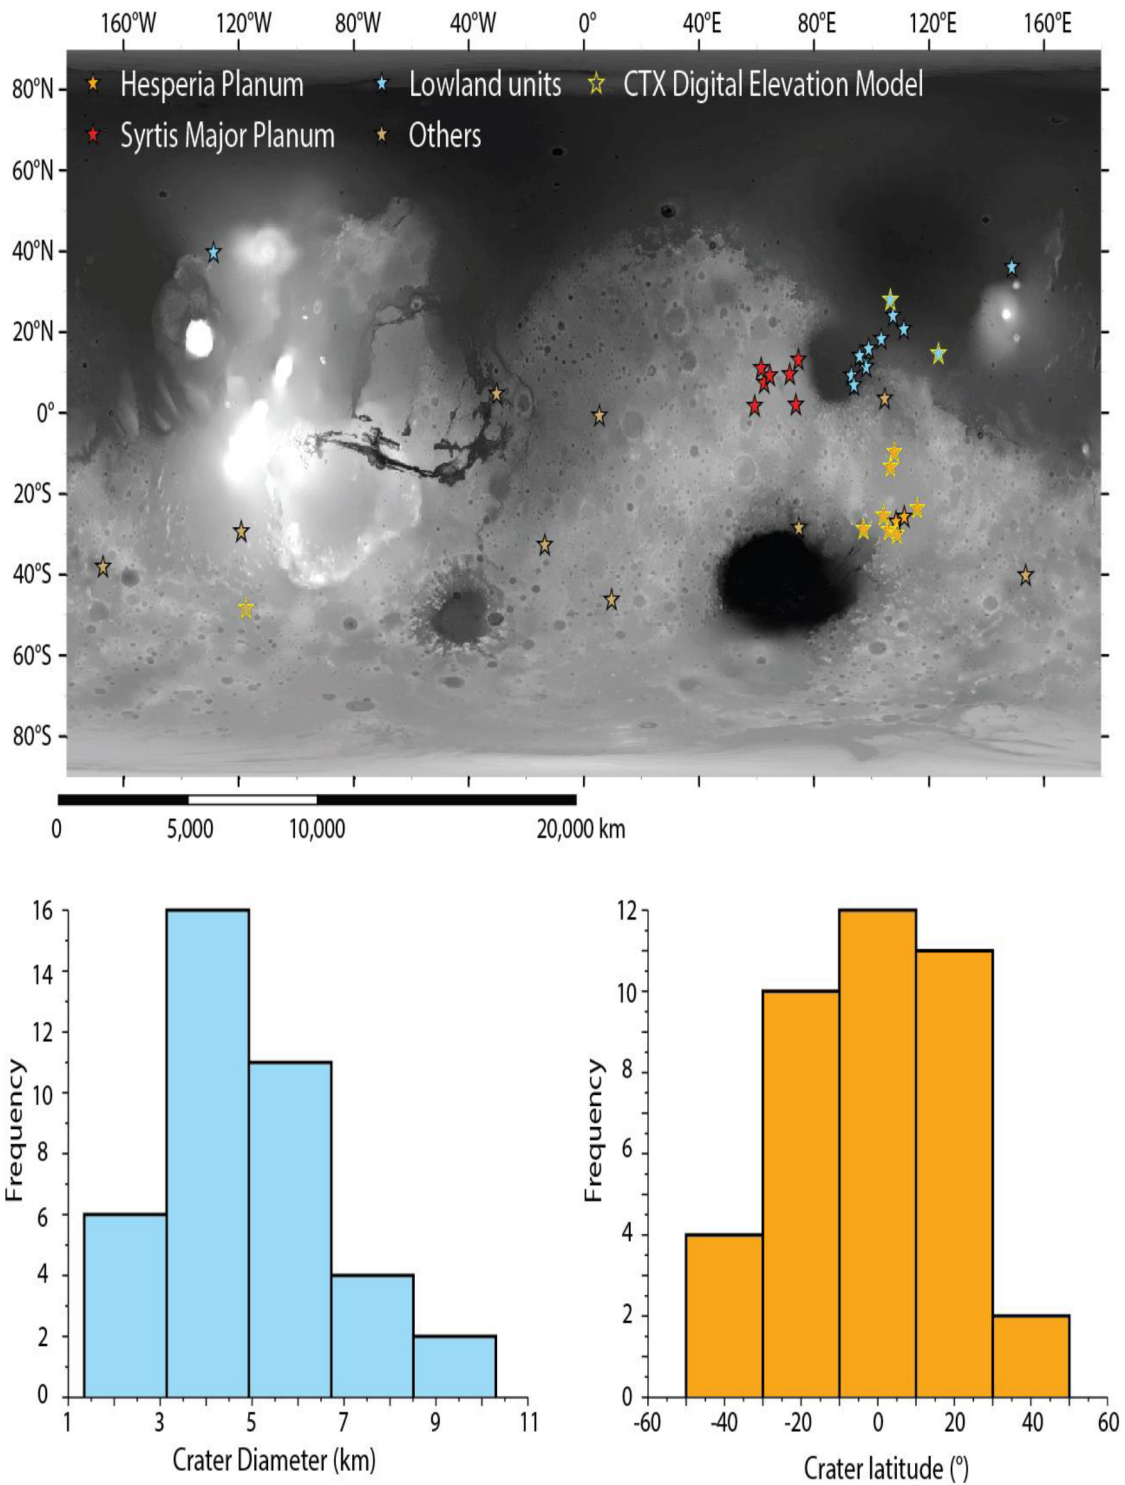 160°W 120°W 80°W 40°W 0° 40°E 80°E 120°E 160°E
80°N
Hesperia Planum Lowland units CTX Digital Elevation Model
Syrtis Major Planum Others
60°N
40°N
20°N
0°
20°S
40°S
60°S
80°S
0 5,000 10,000 20,000 km
16
14
12
10
8
6
4
2
0
Frequency
1 3 5 7 9 11
Crater Diameter (km)
12
10
8
6
4
2
0
Frequency
-60 -40 -20 0 20 40 60
Crater latitude (°)